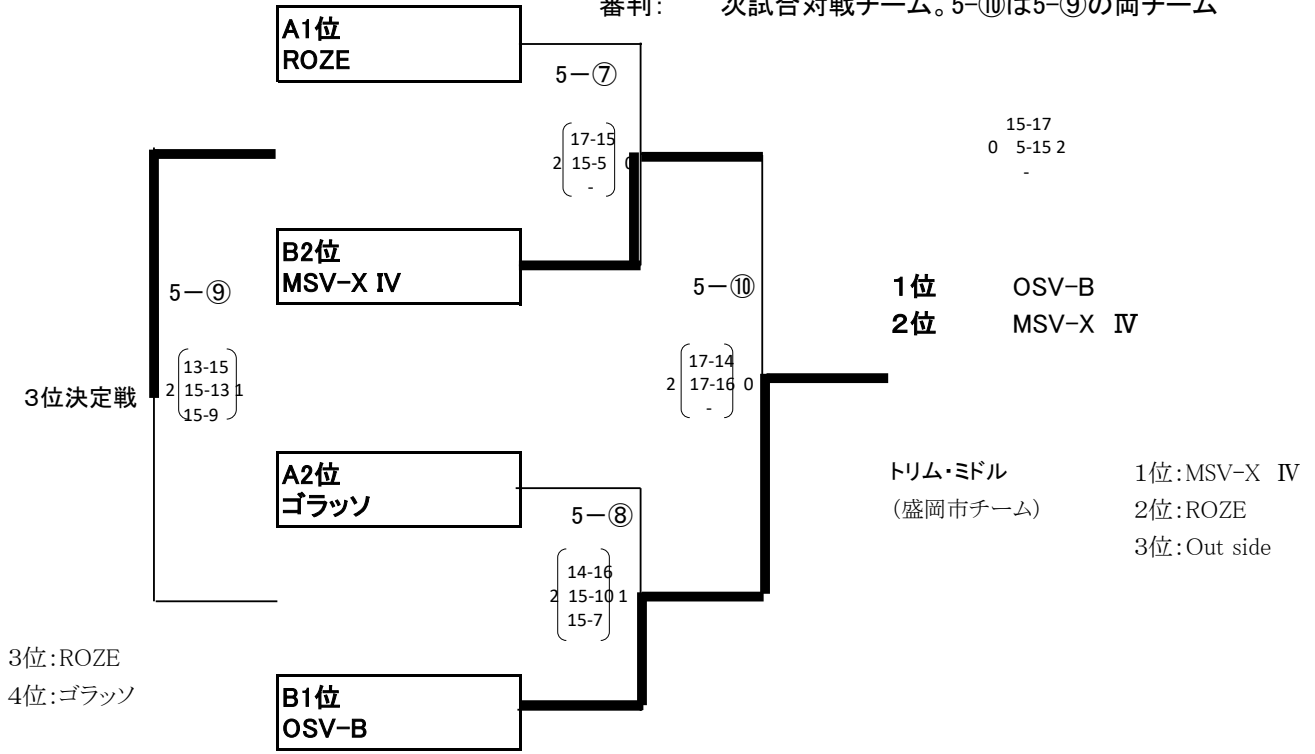 審判： 次試合対戦チーム。5-⑩は5-⑨の両チーム
A1位
ROZE
5－⑦
17-15
2 15-5 0
-
15-17
0 5-15 2
-
B2位
MSV-X IV
5－⑨
13-15
2 15-13 1
15-9
3位決定戦
5－⑩
17-14
2 17-16 0
-
1位 OSV-B
2位 MSV-X Ⅳ
A2位
ゴラッソ
5－⑧
14-16
2 15-10 1
15-7
トリム・ミドル 1位：MSV-X Ⅳ
（盛岡市チーム） 2位：ROZE
3位：Out side
3位：ROZE
4位：ゴラッソ
B1位
OSV-B